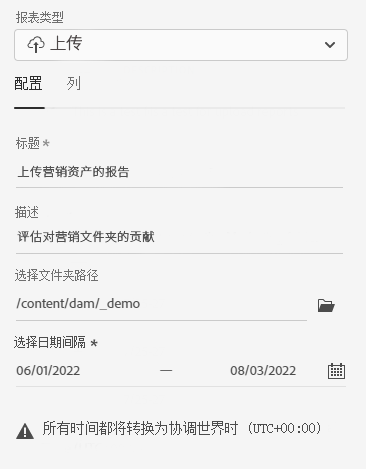 报表类型
上传
配置 列
标题*
上传营销资产的报告
描述
评估对营销文件夹的贡献
选择文件夹路径
/content/dam/_demo
选择日期间隔 *
06/01/2022 — 08/03/2022
所有时间都将转换为协调世界时 (UTC+00:00)